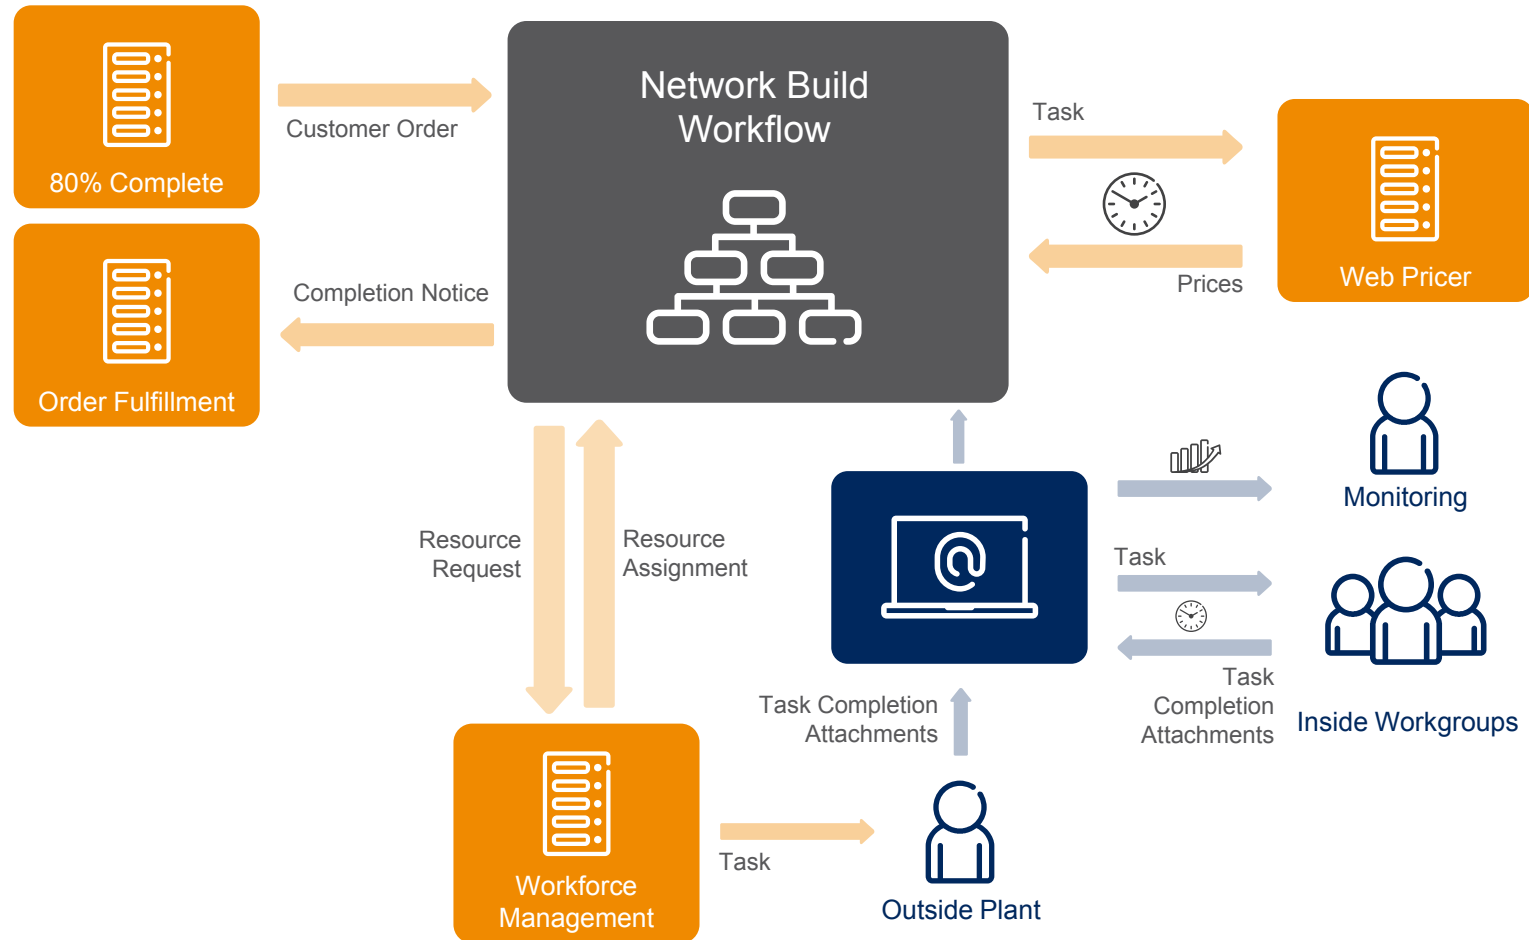 Network Build
Workflow
80% Complete
Customer Order
Task
Prices
Web Pricer
Completion Notice
Order Fulfillment
Resource
Request
Resource
Assignment
Monitoring
Task
Task
Completion
Attachments
Inside Workgroups
Task Completion
Attachments
Workforce
Management
Task
Outside Plant